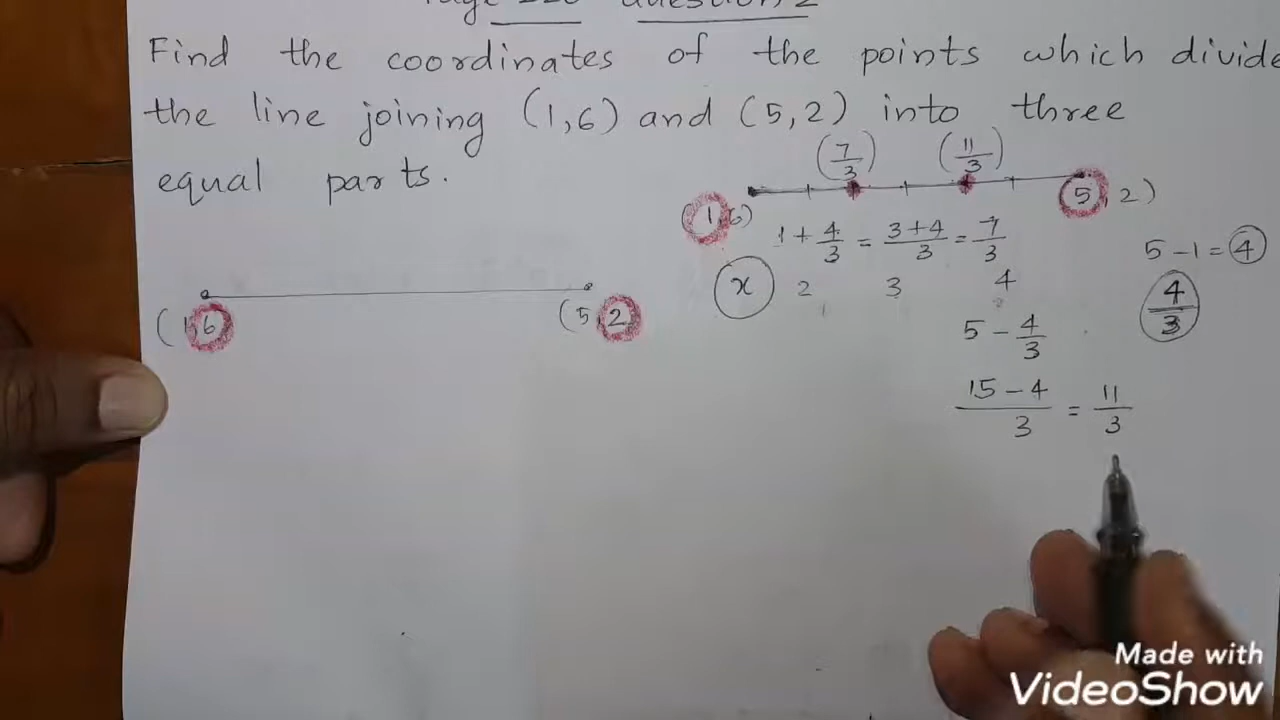 Question, 2
Find the coordinates of the points which divide
the line joining (1,6) and (5,2) into three
equal parts.
(7/3) (11/3)
(1,6) (5,2)
1 + 4/3 = 3+4/3 = 7/3
5 - 1 = 4
x 2 3 4
4/3
(1,6) (5,2)
5 - 4/3
15 - 4/3 = 11/3
Made with
VideoShow